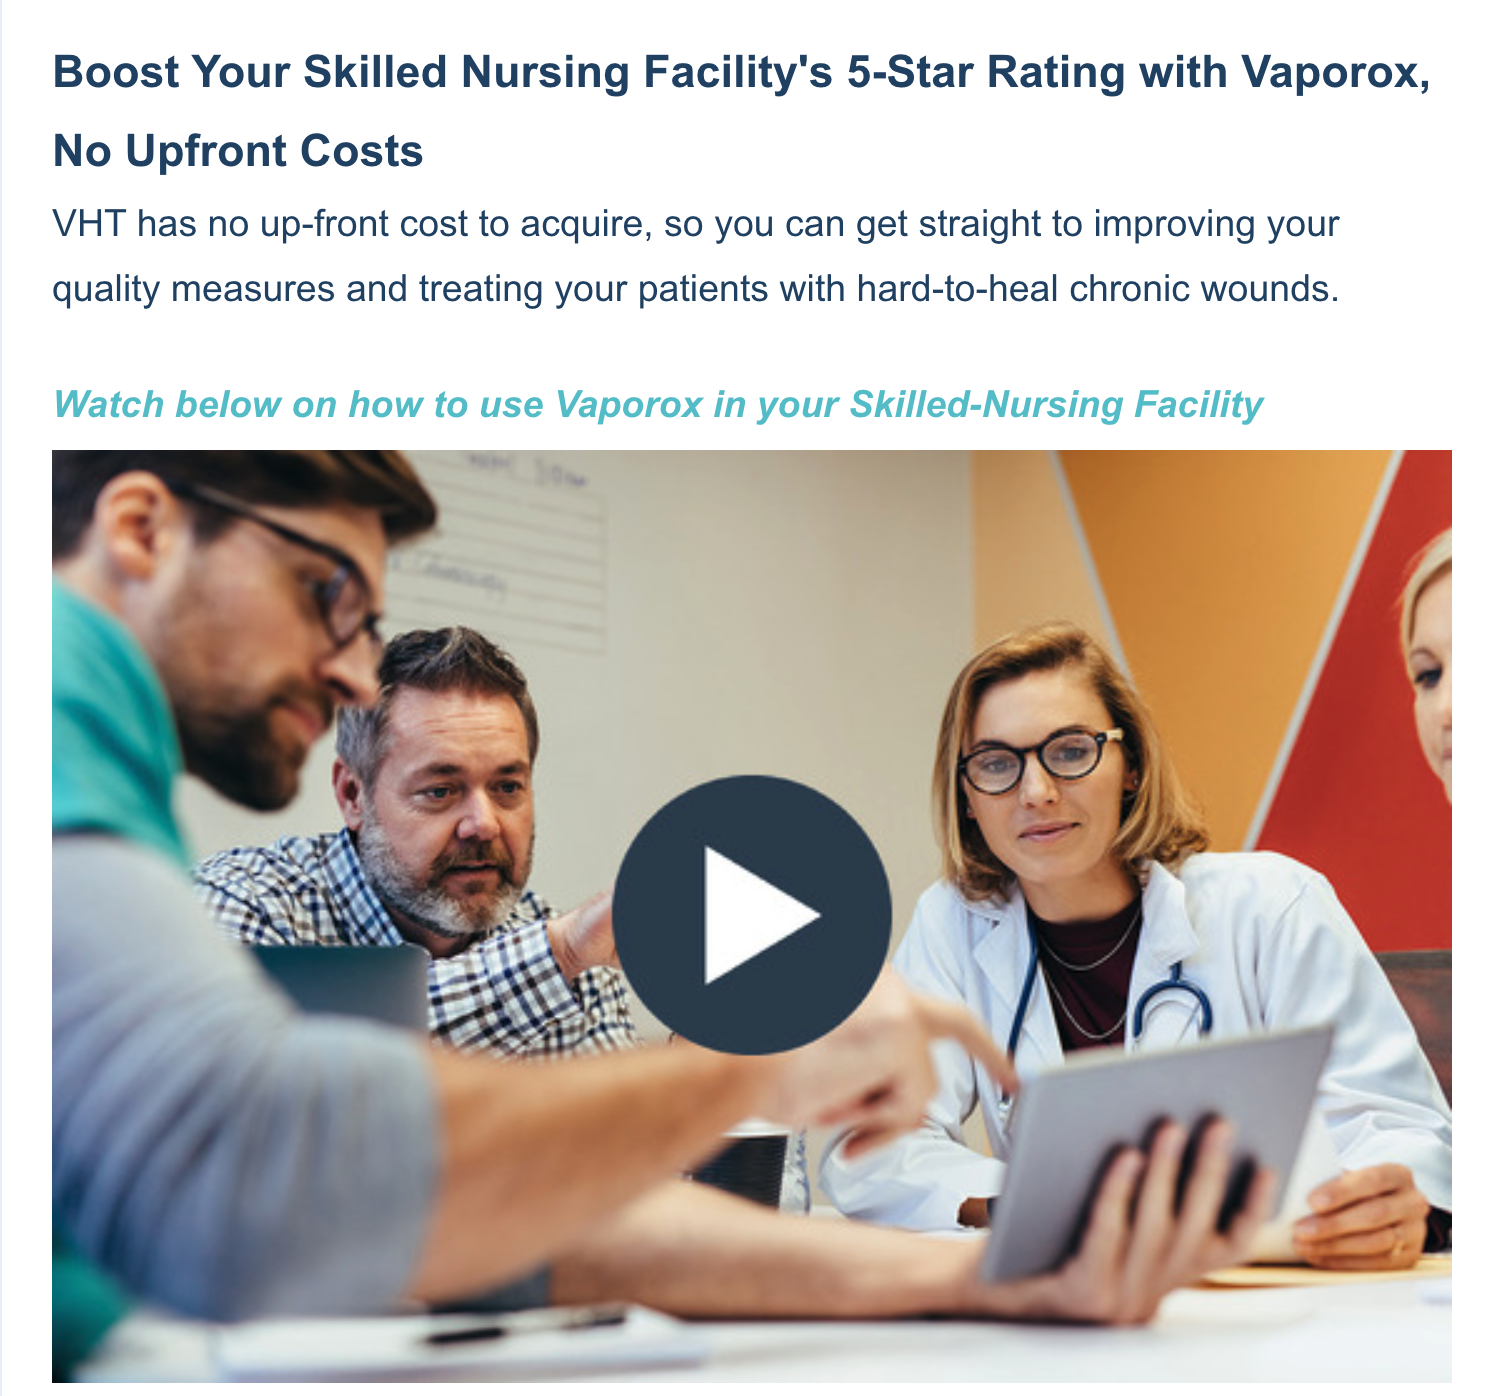 Boost Your Skilled Nursing Facility's 5-Star Rating with Vaporox,
No Upfront Costs
VHT has no up-front cost to acquire, so you can get straight to improving your
quality measures and treating your patients with hard-to-heal chronic wounds.
Watch below on how to use Vaporox in your Skilled-Nursing Facility